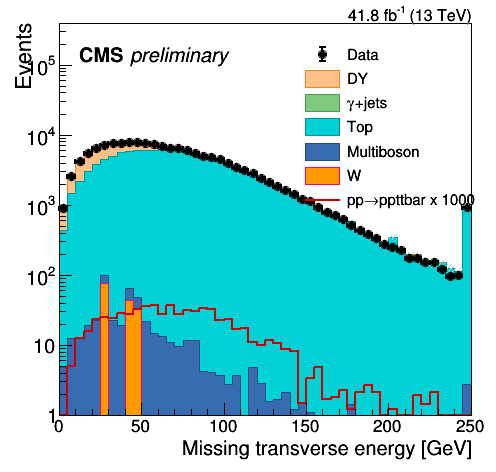 41.8 fb⁻¹ (13 TeV)
Events
CMS preliminary
Data
DY
γ+jets
Top
Multiboson
W
pp→ppttbar x 1000
10⁵
10⁴
10³
10²
10
1
0 50 100 150 200 250
Missing transverse energy [GeV]